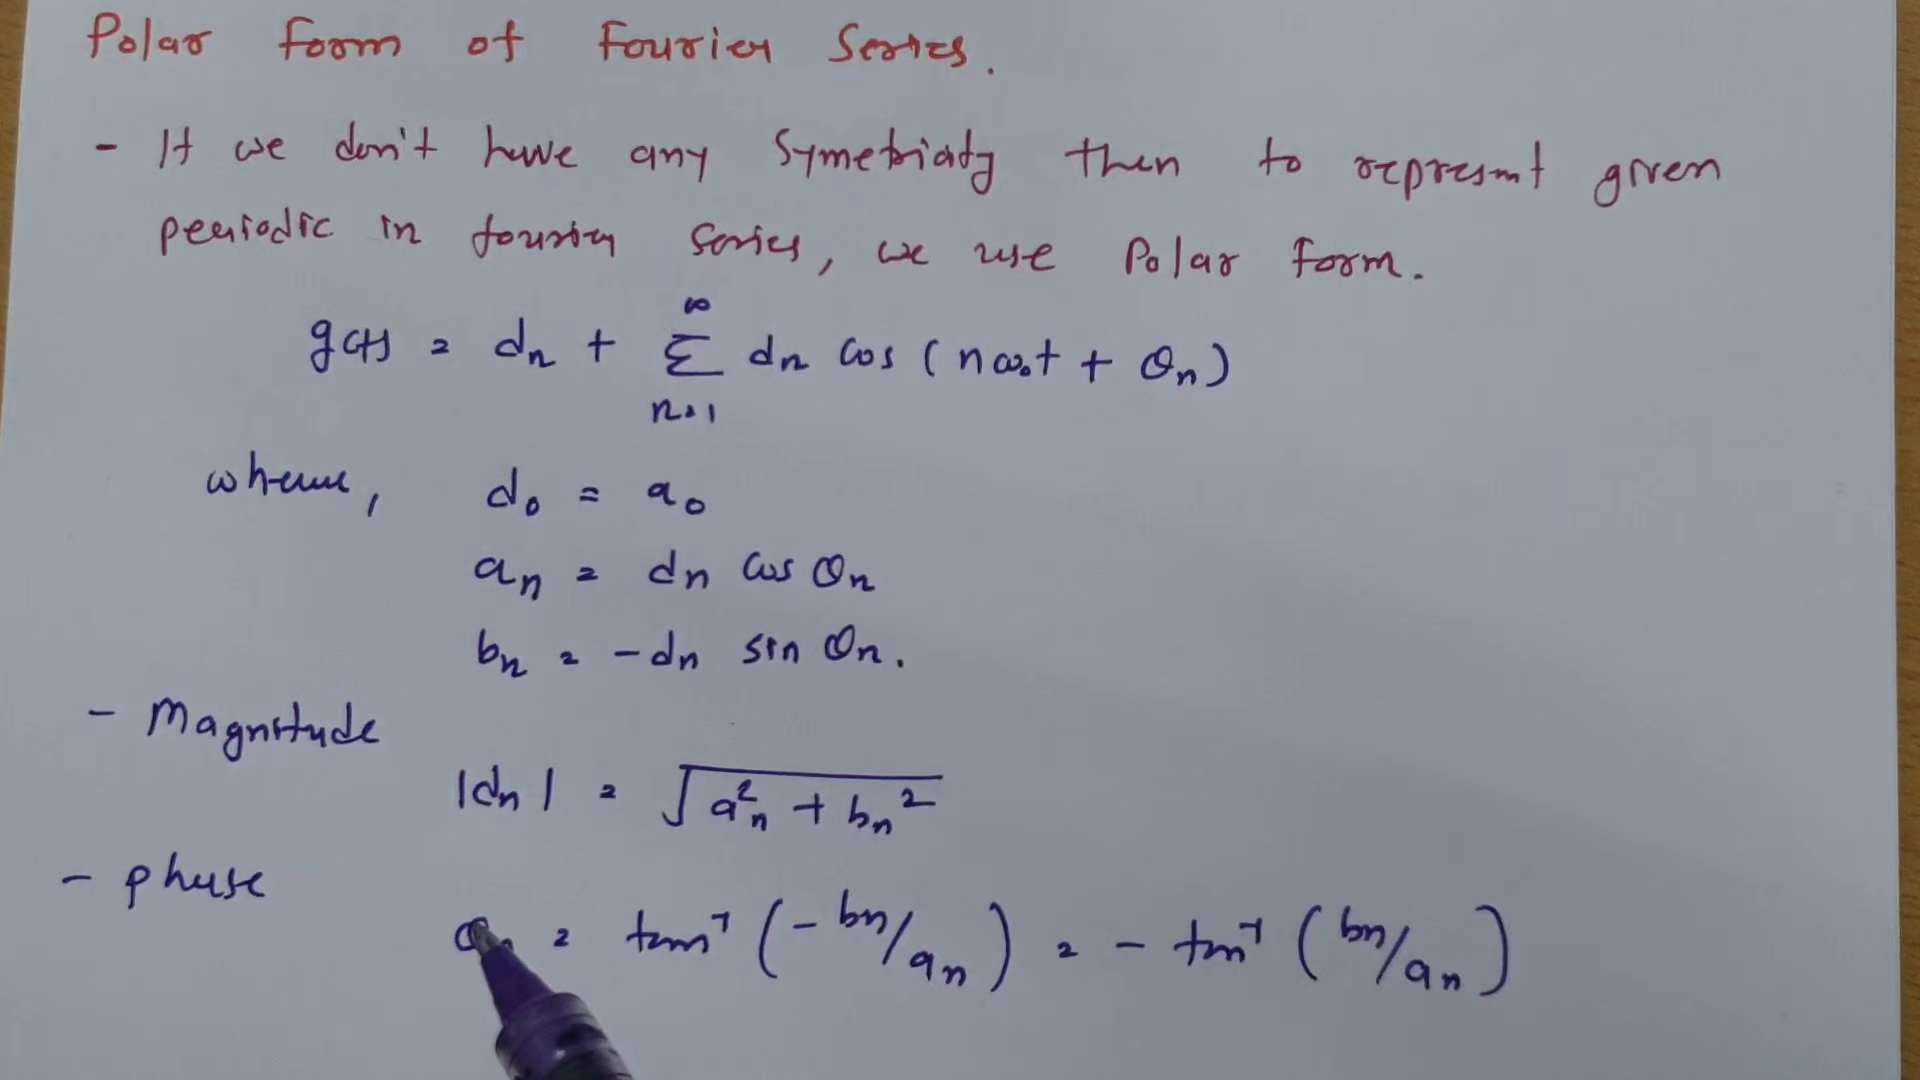 Polar form of Fourier Series.
- If we don't have any Symetriaty then to represent given
periodic in fourier series, we use Polar form.
g(t) = dn + ∞ Σ n=1 dn cos (nω₀t + θn)
where, d₀ = a₀
an = dn cos θn
bn = -dn sin θn.
- Magnitude
|dn| = √(an² + bn²)
- phase
θn = tan⁻¹ (-bn/an) = - tan⁻¹ (bn/an)